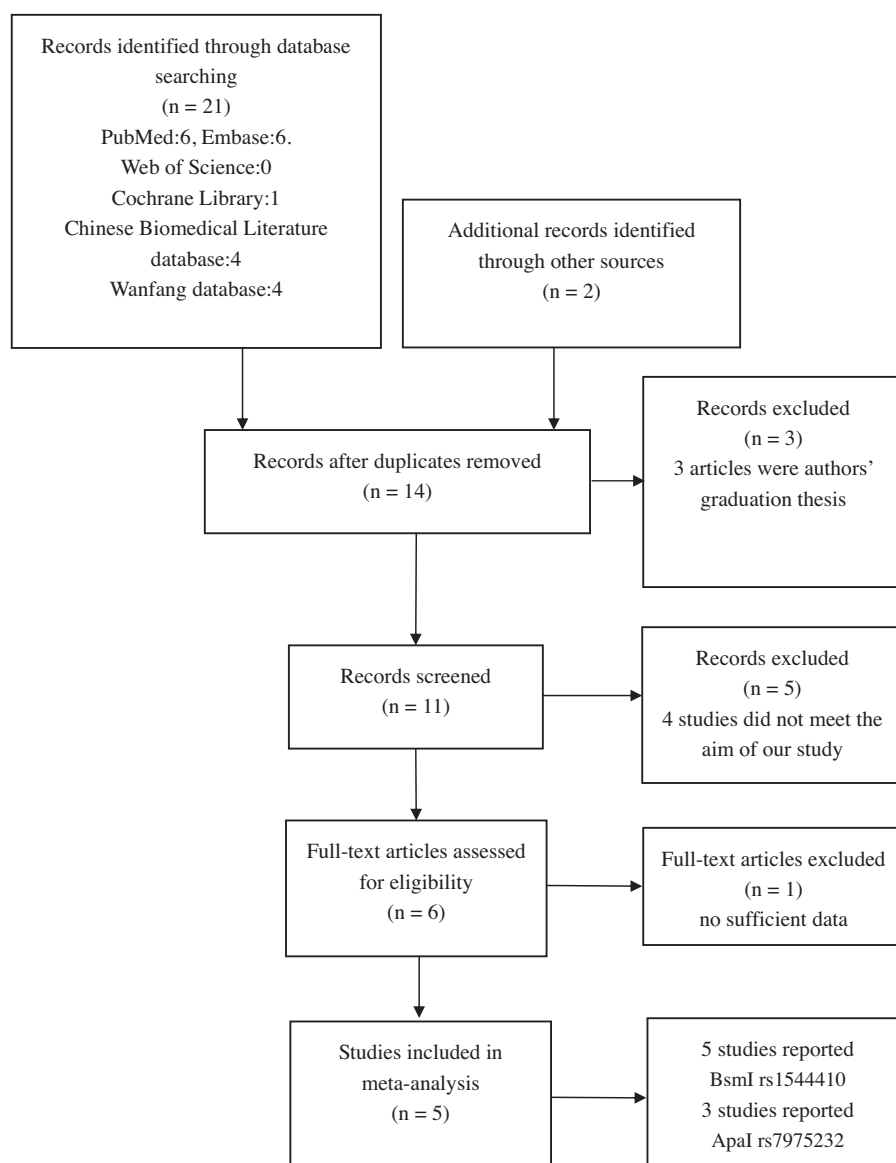 Records identified through database
searching
(n = 21)
PubMed:6, Embase:6.
Web of Science:0
Cochrane Library:1
Chinese Biomedical Literature
database:4
Wanfang database:4
Additional records identified
through other sources
(n = 2)
Records after duplicates removed
(n = 14)
Records excluded
(n = 3)
3 articles were authors’
graduation thesis
Records screened
(n = 11)
Records excluded
(n = 5)
4 studies did not meet the
aim of our study
Full-text articles assessed
for eligibility
(n = 6)
Full-text articles excluded
(n = 1)
no sufficient data
Studies included in
meta-analysis
(n = 5)
5 studies reported
BsmI rs1544410
3 studies reported
ApaI rs7975232